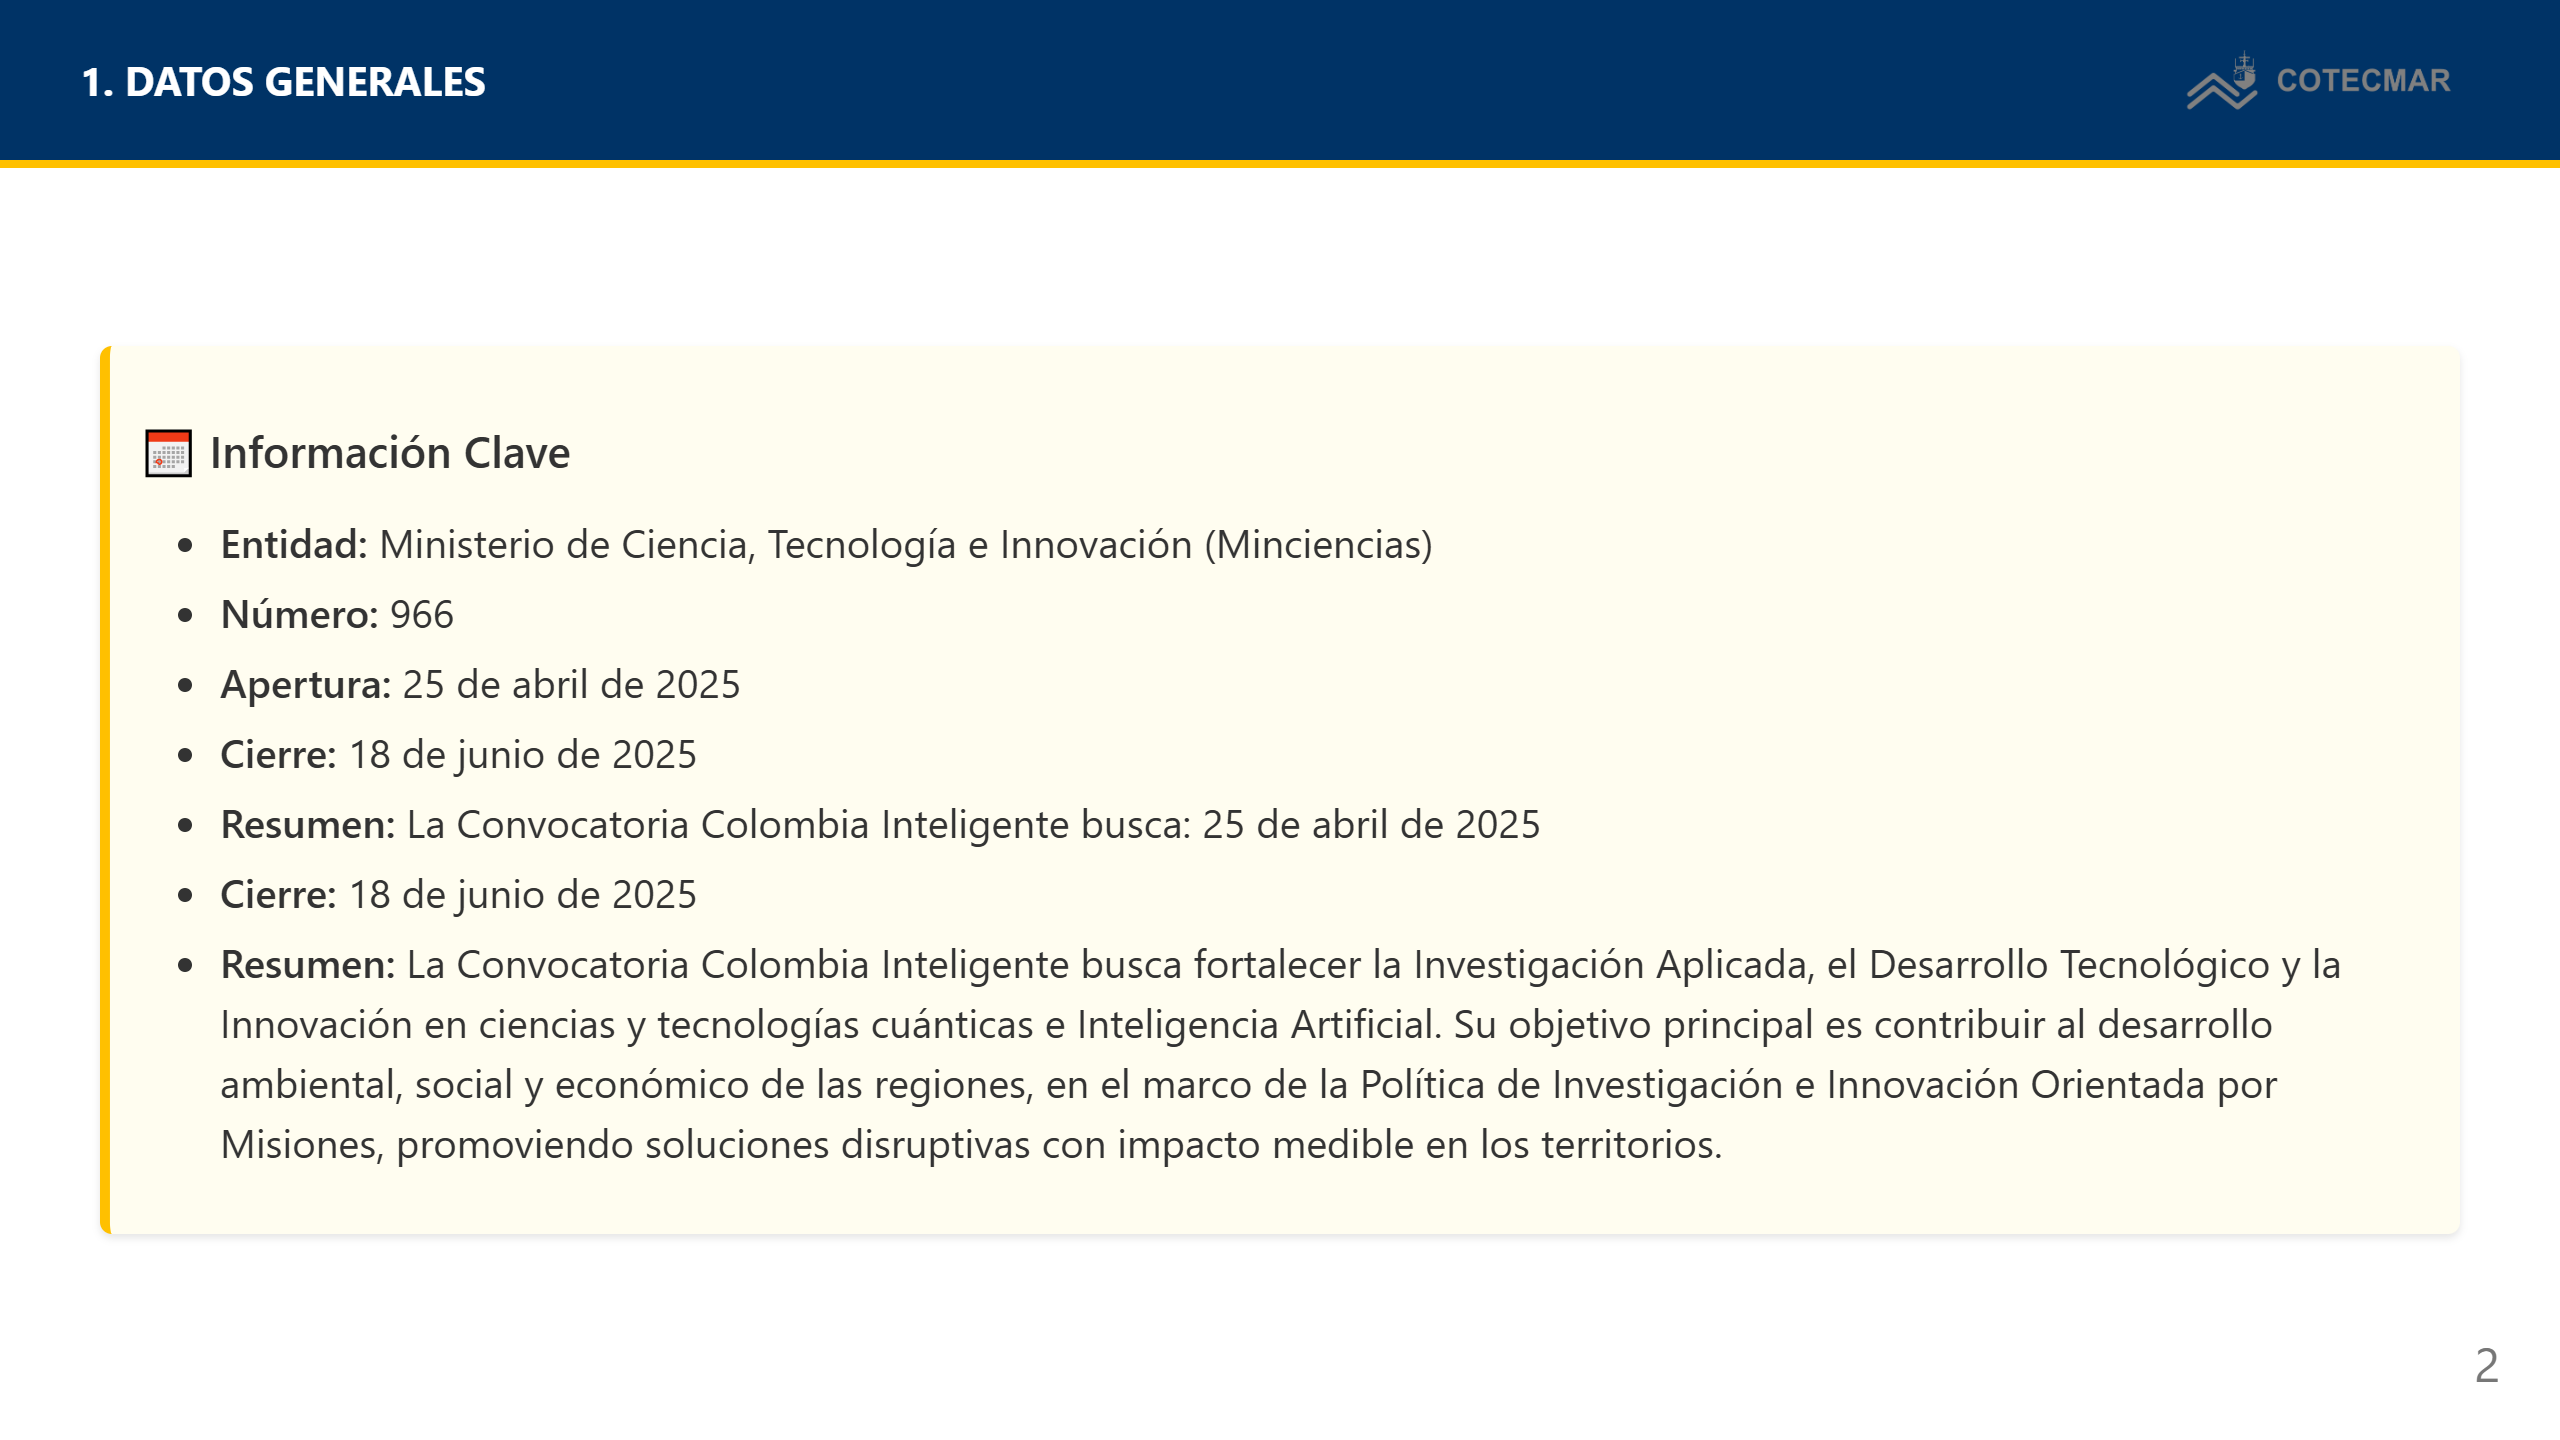 1. DATOS GENERALES
COTECMAR
Información Clave
• Entidad: Ministerio de Ciencia, Tecnología e Innovación (Minciencias)
• Número: 966
• Apertura: 25 de abril de 2025
• Cierre: 18 de junio de 2025
• Resumen: La Convocatoria Colombia Inteligente busca: 25 de abril de 2025
• Cierre: 18 de junio de 2025
• Resumen: La Convocatoria Colombia Inteligente busca fortalecer la Investigación Aplicada, el Desarrollo Tecnológico y la
Innovación en ciencias y tecnologías cuánticas e Inteligencia Artificial. Su objetivo principal es contribuir al desarrollo
ambiental, social y económico de las regiones, en el marco de la Política de Investigación e Innovación Orientada por
Misiones, promoviendo soluciones disruptivas con impacto medible en los territorios.
2